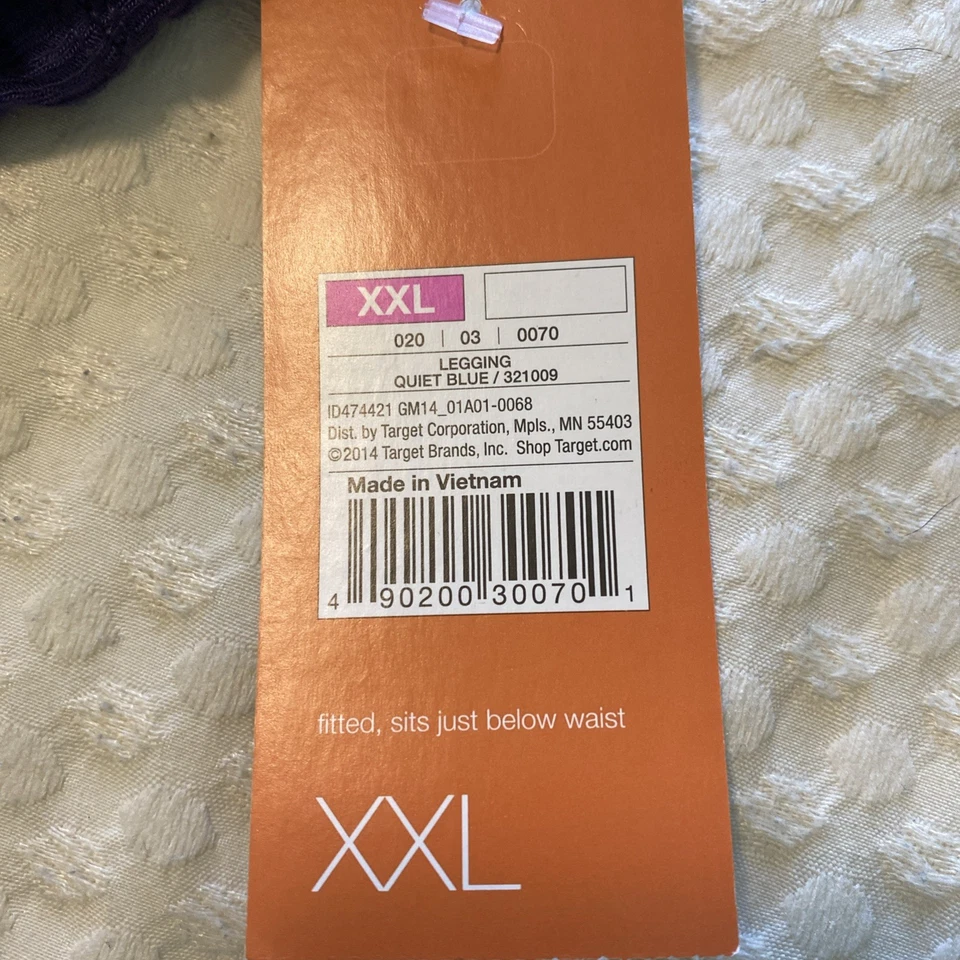 XXL
020 | 03 | 0070
LEGGING
QUIET BLUE / 321009
ID474421 GM14_01A01-0068
Dist. by Target Corporation, Mpls., MN 55403
©2014 Target Brands, Inc. Shop Target.com
Made in Vietnam
4 90200 30070 1
fitted, sits just below waist
XXL